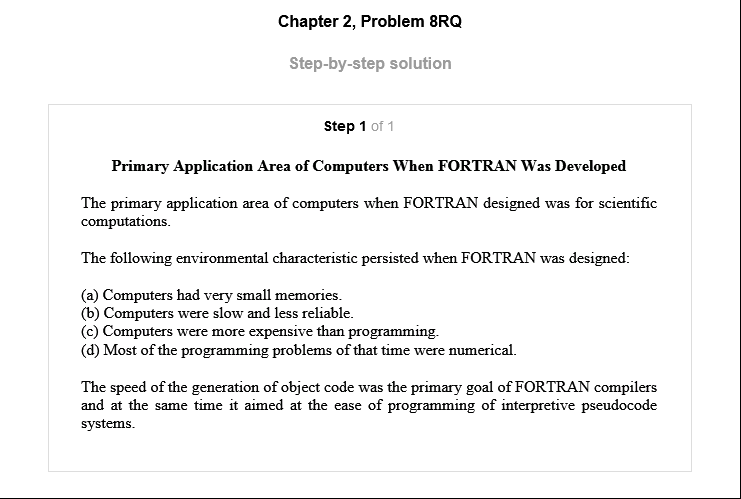 Chapter 2, Problem 8RQ
Step-by-step solution
Step 1 of 1
Primary Application Area of Computers When FORTRAN Was Developed
The primary application area of computers when FORTRAN designed was for scientific
computations.
The following environmental characteristic persisted when FORTRAN was designed:
(a) Computers had very small memories.
(b) Computers were slow and less reliable.
(c) Computers were more expensive than programming.
(d) Most of the programming problems of that time were numerical.
The speed of the generation of object code was the primary goal of FORTRAN compilers
and at the same time it aimed at the ease of programming of interpretive pseudocode
systems.